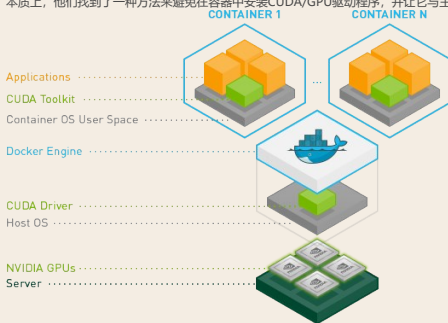 本质上，他们找到了一种方法来避免在容器中安装CUDA/GPU驱动程序，并让它与主
CONTAINER 1
CONTAINER N
...
Applications
CUDA Toolkit
Container OS User Space
Docker Engine
CUDA Driver
Host OS
NVIDIA GPUs
Server